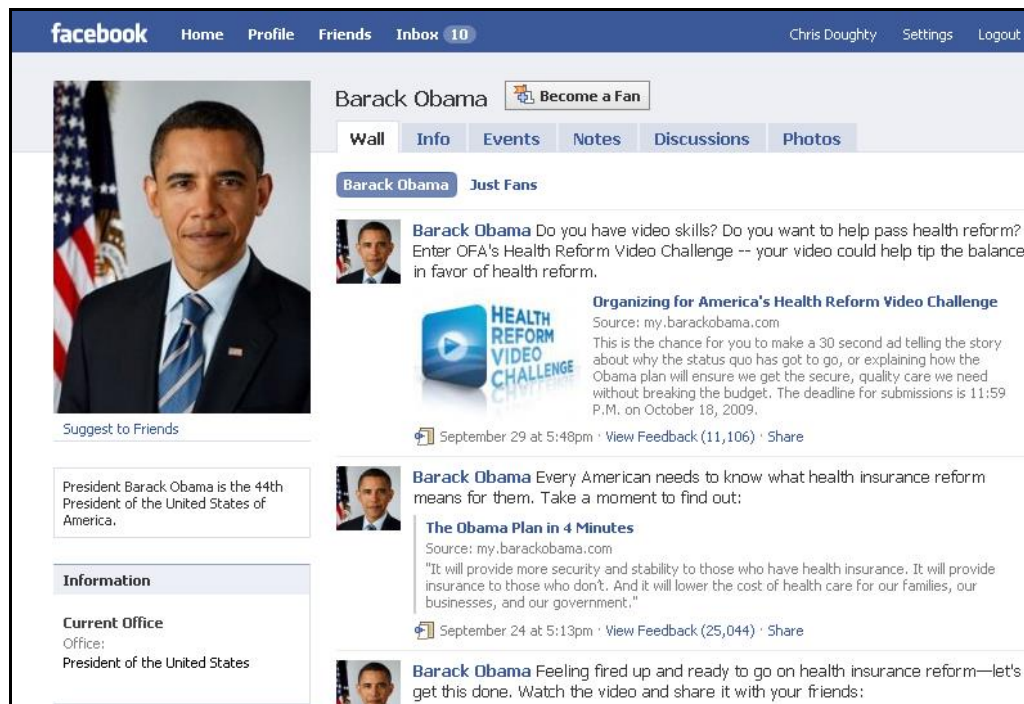 facebook Home Profile Friends Inbox 10 Chris Doughty Settings Logout
Barack Obama Become a Fan
Wall Info Events Notes Discussions Photos
Barack Obama Just Fans
Barack Obama Do you have video skills? Do you want to help pass health reform?
Enter OFA's Health Reform Video Challenge -- your video could help tip the balance
in favor of health reform.
HEALTH
REFORM
VIDEO
CHALLENGE
Organizing for America's Health Reform Video Challenge
Source: my.barackobama.com
This is the chance for you to make a 30 second ad telling the story
about why the status quo has got to go, or explaining how the
Obama plan will ensure we get the secure, quality care we need
without breaking the budget. The deadline for submissions is 11:59
P.M. on October 18, 2009.
September 29 at 5:48pm · View Feedback (11,106) · Share
Barack Obama Every American needs to know what health insurance reform
means for them. Take a moment to find out:
The Obama Plan in 4 Minutes
Source: my.barackobama.com
"It will provide more security and stability to those who have health insurance. It will provide
insurance to those who don't. And it will lower the cost of health care for our families, our
businesses, and our government."
September 24 at 5:13pm · View Feedback (25,044) · Share
Barack Obama Feeling fired up and ready to go on health insurance reform—let's
get this done. Watch the video and share it with your friends:
Suggest to Friends
President Barack Obama is the 44th
President of the United States of
America.
Information
Current Office
Office:
President of the United States